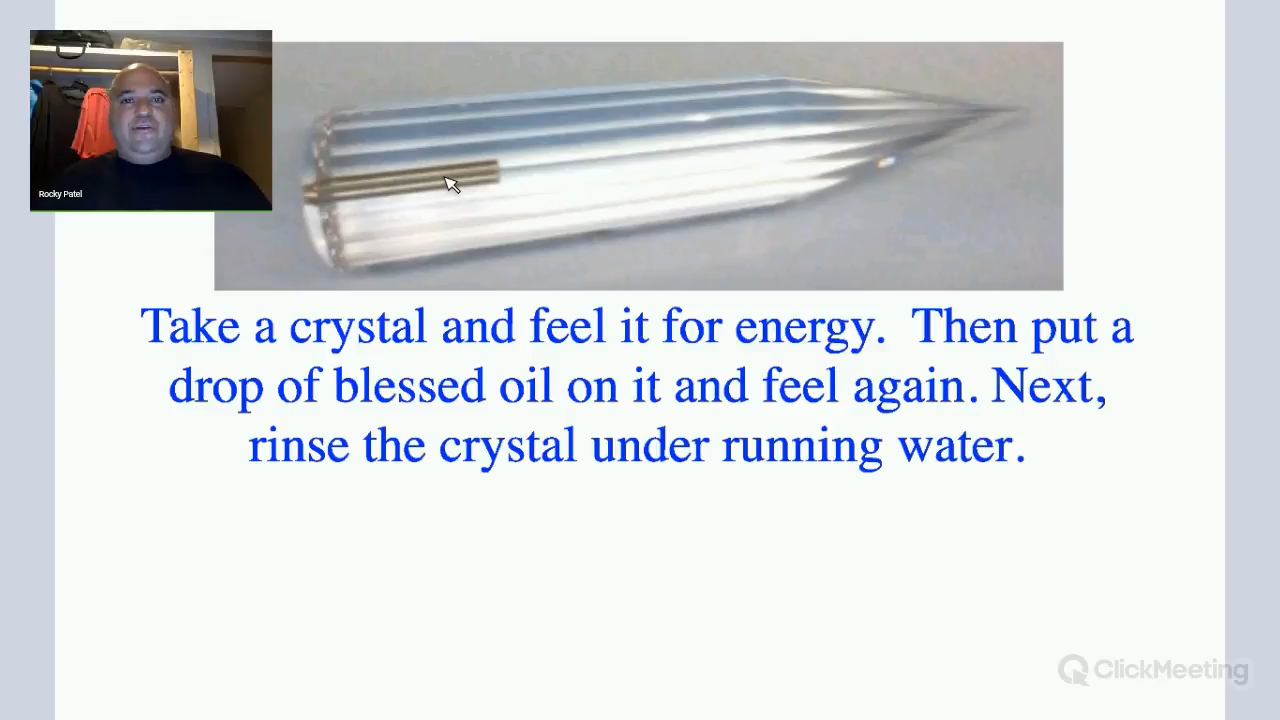 Rocky Patel
Take a crystal and feel it for energy.  Then put a
drop of blessed oil on it and feel again. Next,
rinse the crystal under running water.
ClickMeeting